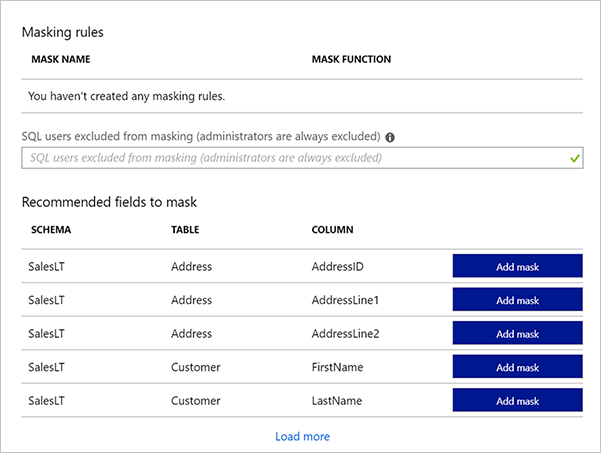 Masking rules
MASK NAME MASK FUNCTION
You haven't created any masking rules.
SQL users excluded from masking (administrators are always excluded)
SQL users excluded from masking (administrators are always excluded)
Recommended fields to mask
SCHEMA TABLE COLUMN
SalesLT Address AddressID Add mask
SalesLT Address AddressLine1 Add mask
SalesLT Address AddressLine2 Add mask
SalesLT Customer FirstName Add mask
SalesLT Customer LastName Add mask
Load more